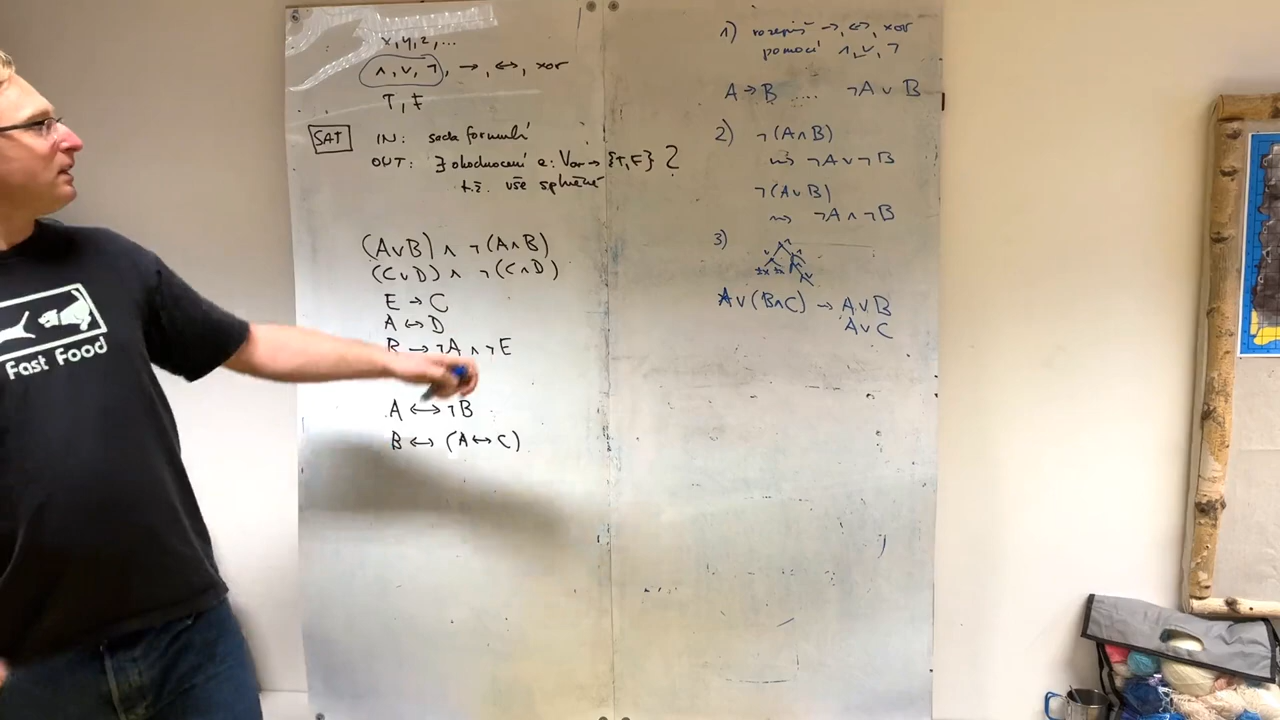 x, y, z, ...
∧, ∨, ¬, →, ↔, xor
T, F
SAT IN: sada formulí
OUT: ∃ ohodnocení e: Var → {T, F} ?
t.ž. vše splněné
(A∨B) ∧ ¬(A∧B)
(C∨D) ∧ ¬(C∧D)
E → C
A ↔ D
B → ¬A ∧ ¬E
A ↔ ¬B
B ↔ (A ↔ C)
1) rozepiš →, ↔, xor
pomocí ∧, ∨, ¬
A → B .... ¬A ∨ B
2) ¬(A∧B)
⇝ ¬A ∨ ¬B
¬(A∨B)
⇝ ¬A ∧ ¬B
3)
A∨(B∧C) → A∨B
A∨C
Fast Food